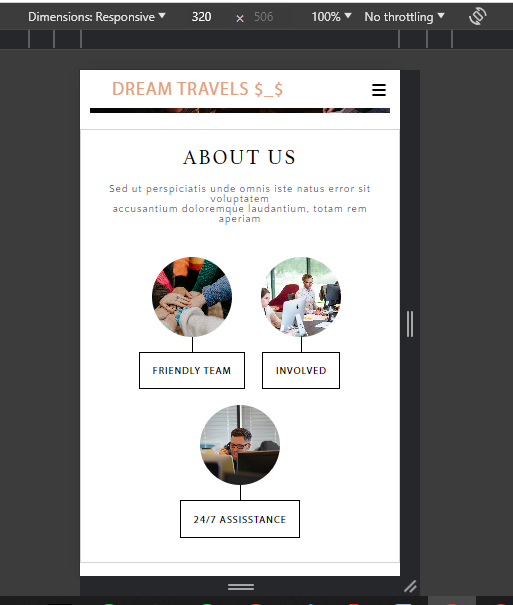 Dimensions: Responsive ▼ 320 × 506 100% ▼ No throttling ▼
DREAM TRAVELS $_$
ABOUT US
Sed ut perspiciatis unde omnis iste natus error sit
voluptatem
accusantium doloremque laudantium, totam rem
aperiam
FRIENDLY TEAM INVOLVED
24/7 ASSISSTANCE